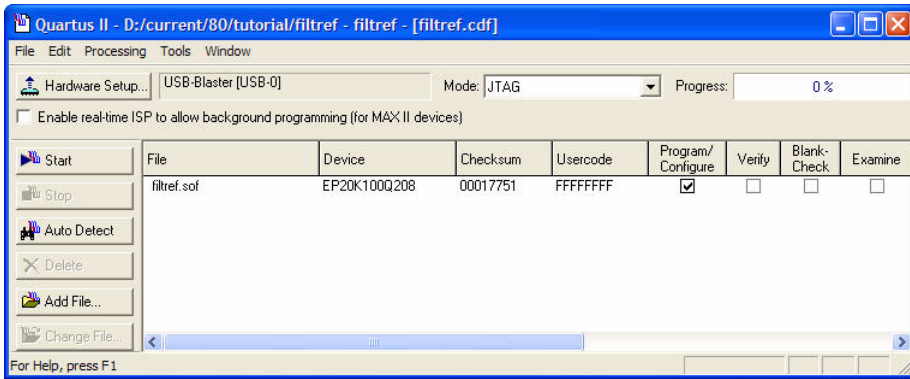 Quartus II - D:/current/80/tutorial/filtref - filtref - [filtref.cdf]
File Edit Processing Tools Window
Hardware Setup... USB-Blaster [USB-0] Mode: JTAG Progress: 0 %
Enable real-time ISP to allow background programming (for MAX II devices)
Start
Stop
Auto Detect
Delete
Add File...
Change File...
File Device Checksum Usercode Program/ Configure Verify Blank- Check Examine
filtref.sof EP20K100Q208 00017751 FFFFFFFF
For Help, press F1